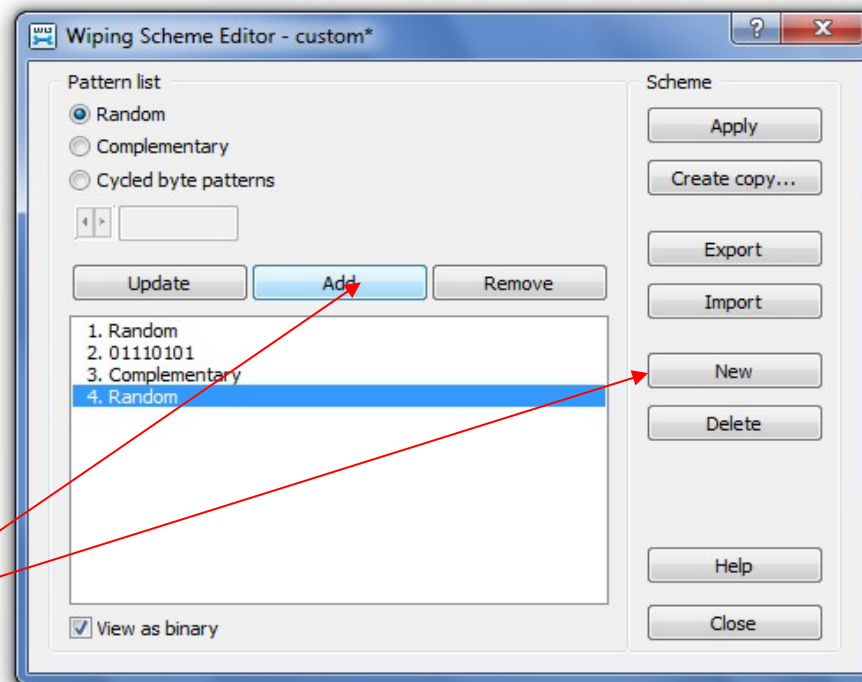 Wiping Scheme Editor - custom*
Pattern list
Random
Complementary
Cycled byte patterns
Update Add Remove
1. Random
2. 01110101
3. Complementary
4. Random
View as binary
Scheme
Apply
Create copy...
Export
Import
New
Delete
Help
Close